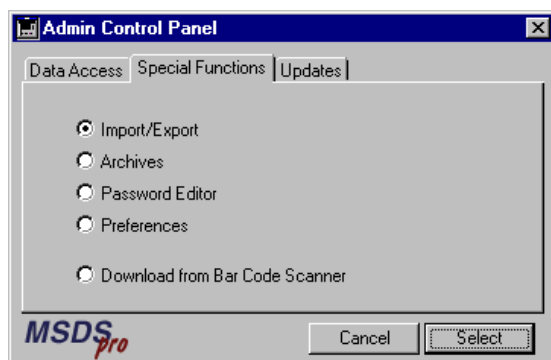 Admin Control Panel
Data Access Special Functions Updates
Import/Export
Archives
Password Editor
Preferences
Download from Bar Code Scanner
MSDS pro Cancel Select